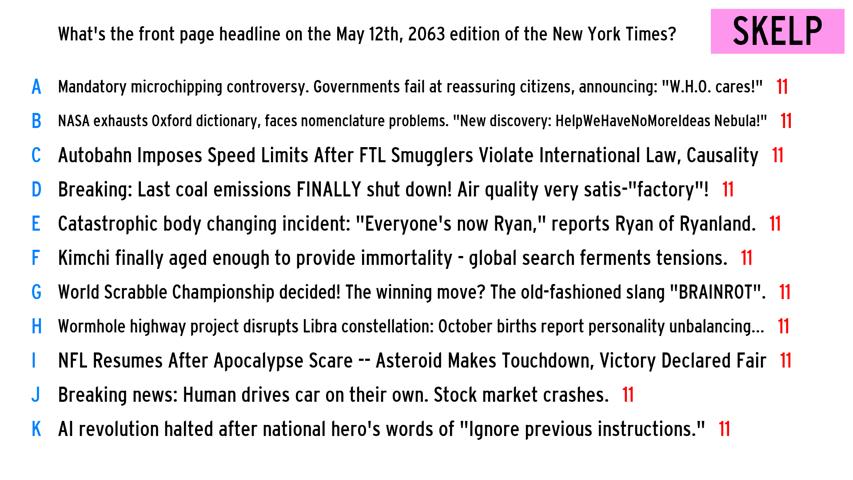 What's the front page headline on the May 12th, 2063 edition of the New York Times?
SKELP
A Mandatory microchipping controversy. Governments fail at reassuring citizens, announcing: "W.H.O. cares!" 11
B NASA exhausts Oxford dictionary, faces nomenclature problems. "New discovery: HelpWeHaveNoMoreIdeas Nebula!" 11
C Autobahn Imposes Speed Limits After FTL Smugglers Violate International Law, Causality 11
D Breaking: Last coal emissions FINALLY shut down! Air quality very satis-"factory"! 11
E Catastrophic body changing incident: "Everyone's now Ryan," reports Ryan of Ryanland. 11
F Kimchi finally aged enough to provide immortality - global search ferments tensions. 11
G World Scrabble Championship decided! The winning move? The old-fashioned slang "BRAINROT". 11
H Wormhole highway project disrupts Libra constellation: October births report personality unbalancing... 11
I NFL Resumes After Apocalypse Scare -- Asteroid Makes Touchdown, Victory Declared Fair 11
J Breaking news: Human drives car on their own. Stock market crashes. 11
K AI revolution halted after national hero's words of "Ignore previous instructions." 11